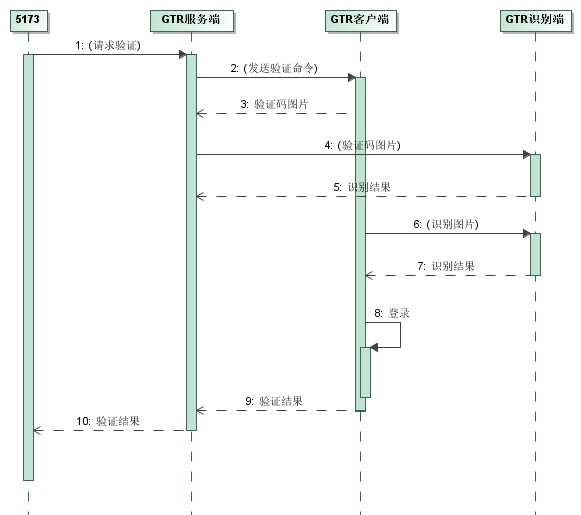 5173
GTR服务端
GTR客户端
GTR识别端
1: (请求验证)
2: (发送验证命令)
3: 验证码图片
4: (验证码图片)
5: 识别结果
6: (识别图片)
7: 识别结果
8: 登录
9: 验证结果
10: 验证结果